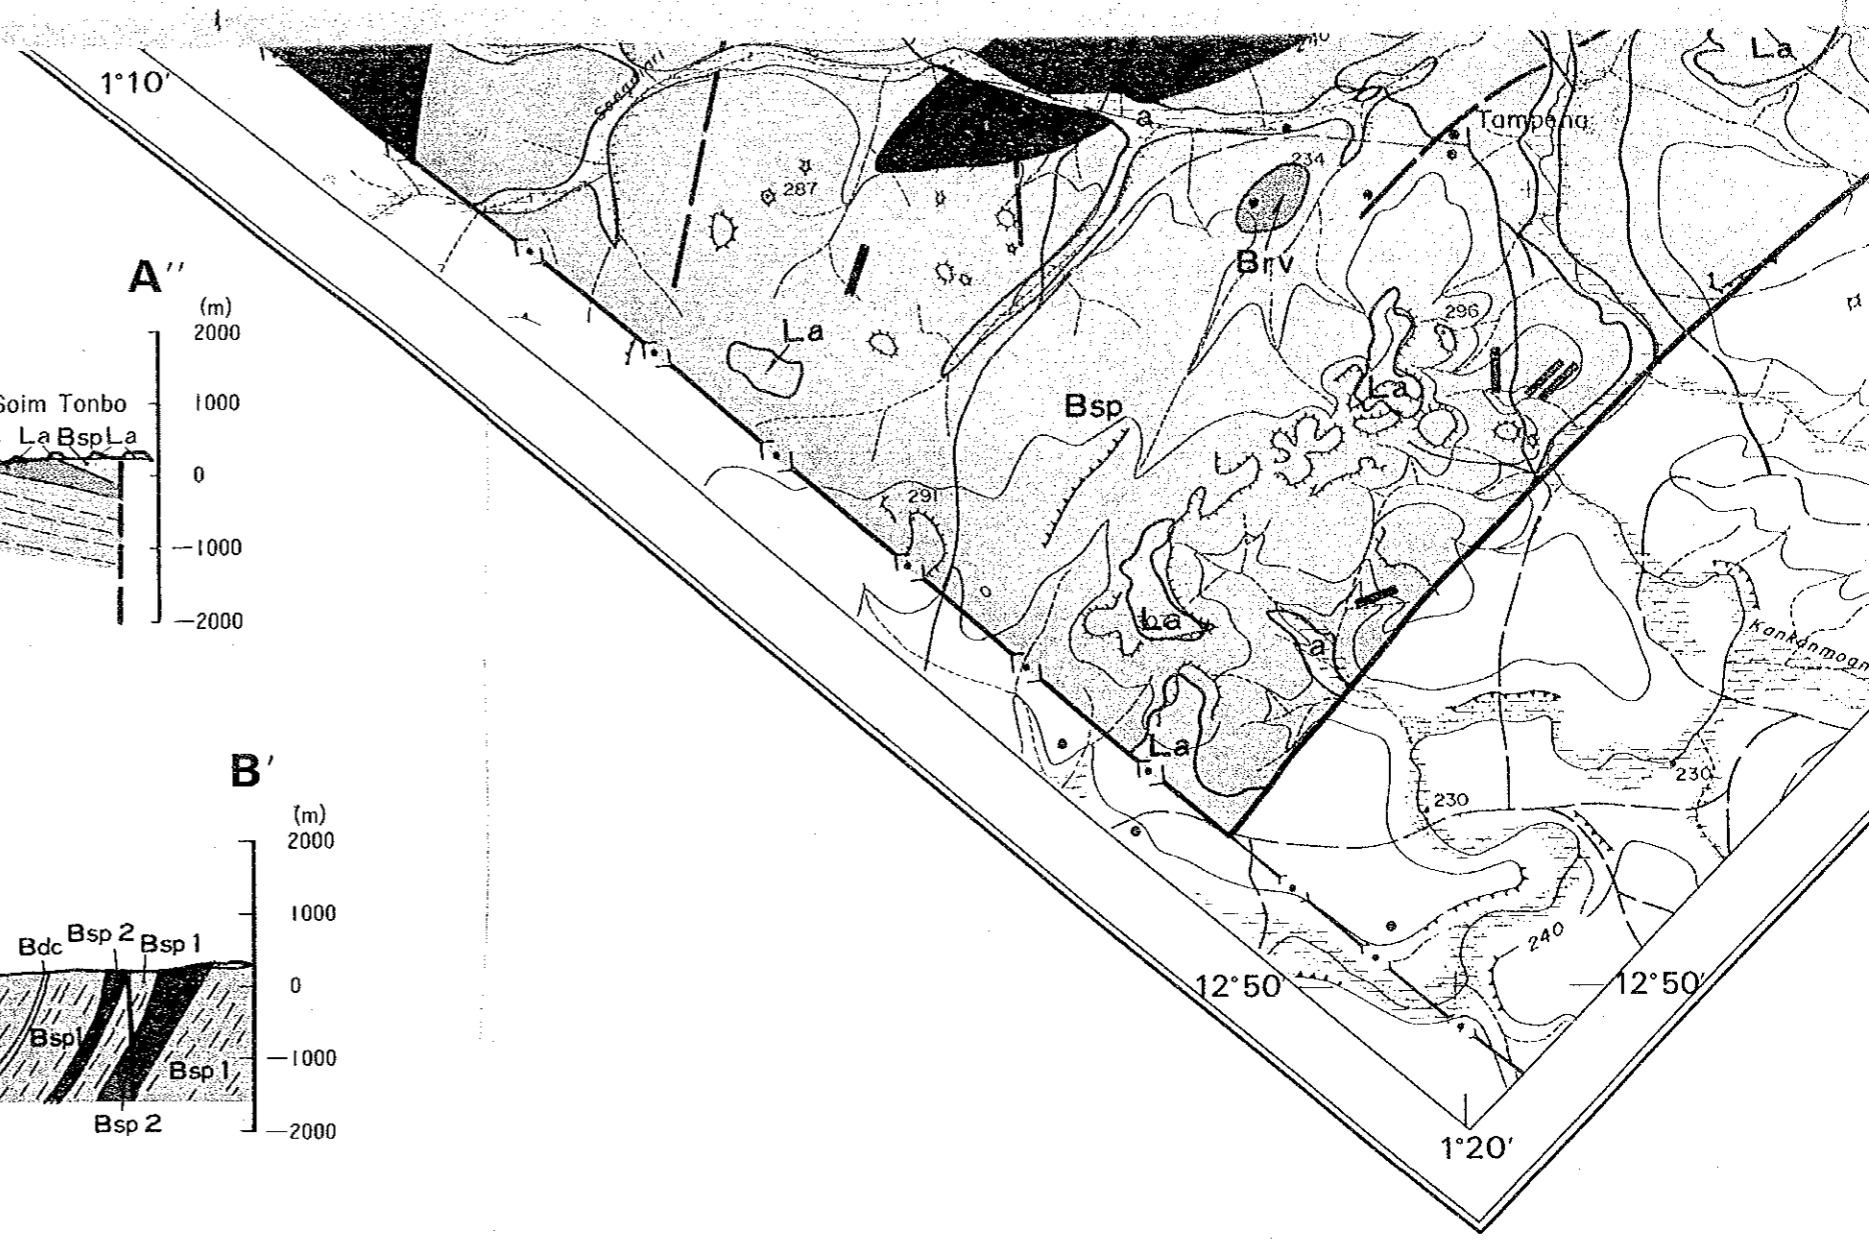 1°10′
Songu
La
a
Tampéna
234
287
Brv
A″
(m)
2000
1000
0
—1000
—2000
Soim Tonbo
La Bsp La
296
La
La
Bsp
291
La
a
Kankanmogn
La
230
230
240
B′
(m)
2000
1000
0
—1000
—2000
Bdc
Bsp 2
Bsp 1
Bsp1
Bsp 1
Bsp 2
12°50′
12°50′
1°20′